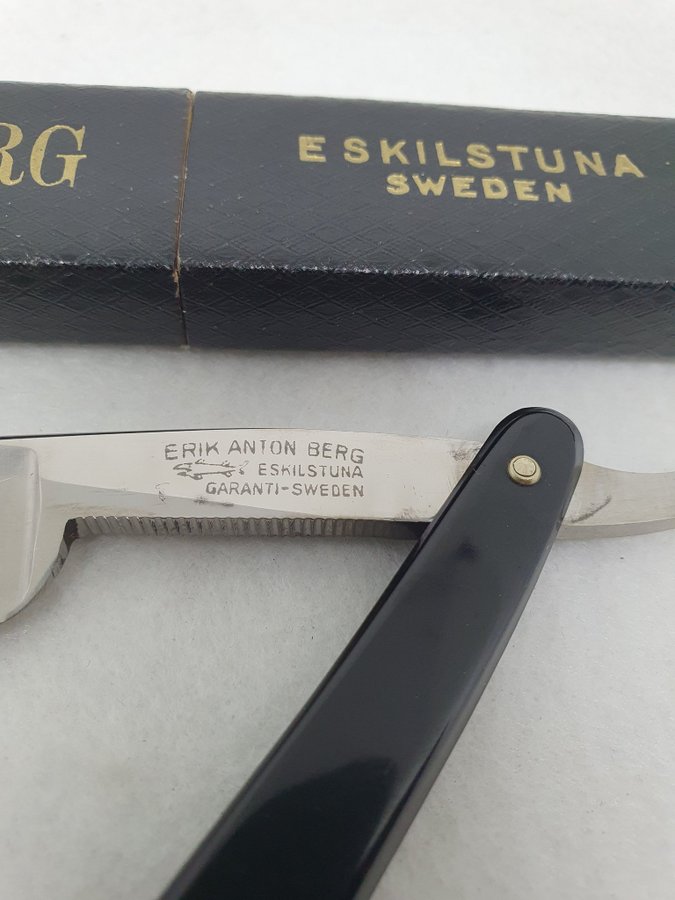 RG
ESKILSTUNA
SWEDEN
ERIK ANTON BERG
ESKILSTUNA
GARANTI-SWEDEN